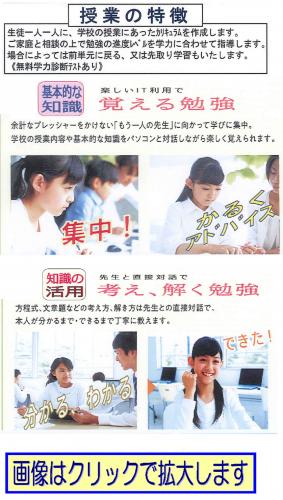 授業の特徴
生徒一人一人に、学校の授業にあったｶﾘｷｭﾗﾑを作成します。
ご家庭と相談の上で勉強の進度ﾚﾍﾞﾙを学力に合わせて指導します。
場合によっては前単元に戻る、又は先取り学習もいたします。
《無料学力診断テストあり》
基本的な
知識
楽しいIT利用で
覚える勉強
余計なプレッシャーをかけない「もう一人の先生」に向かって学びに集中。
学校の授業内容や基本的な知識をパソコンと対話しながら楽しく覚えられます。
集中！
かるく
アドバイス
知識の
活用
先生と直接対話で
考え、解く勉強
方程式、文章題などの考え方、解き方は先生との直接対話で、
本人が分かるまで・できるまで丁寧に教えます。
分かる、わかる
できた！
画像はクリックで拡大します